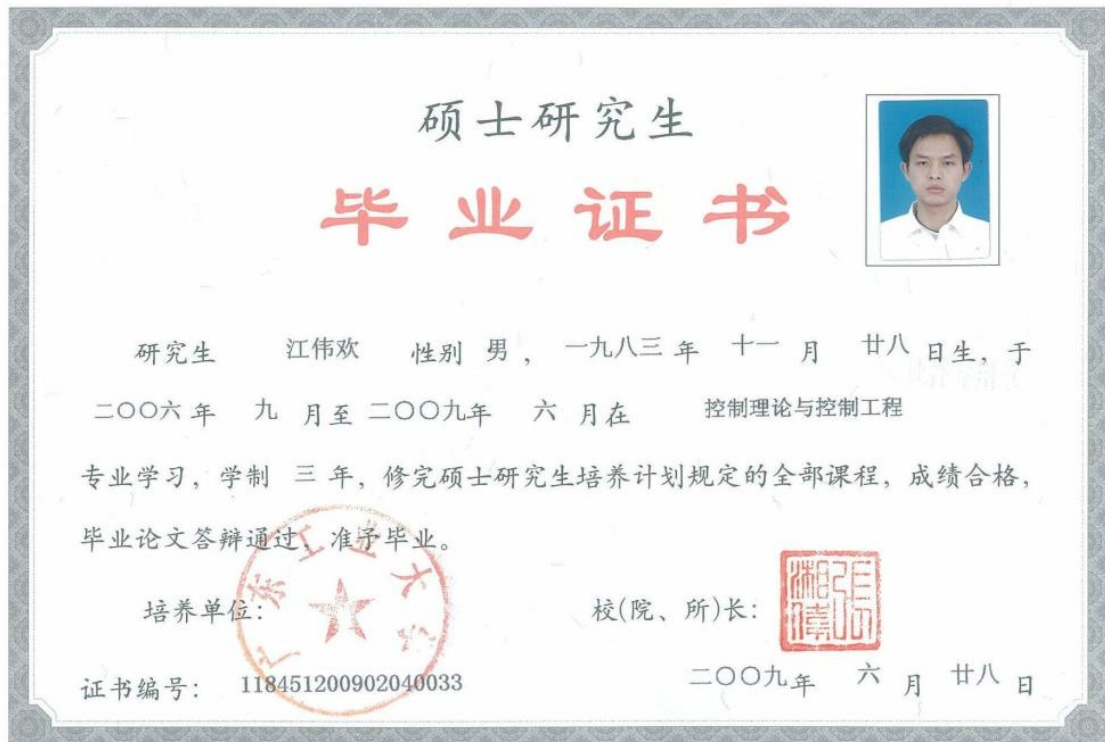 硕士研究生
毕业证书
研究生 江伟欢 性别 男, 一九八三 年 十一 月 廿八 日生, 于
二〇〇六 年 九 月至 二〇〇九年 六 月在 控制理论与控制工程
专业学习, 学制 三 年, 修完硕士研究生培养计划规定的全部课程, 成绩合格,
毕业论文答辩通过, 准予毕业。
广东工业大学
培养单位: 校(院、所)长:
证书编号: 118451200902040033 二〇〇九年 六 月 廿八 日